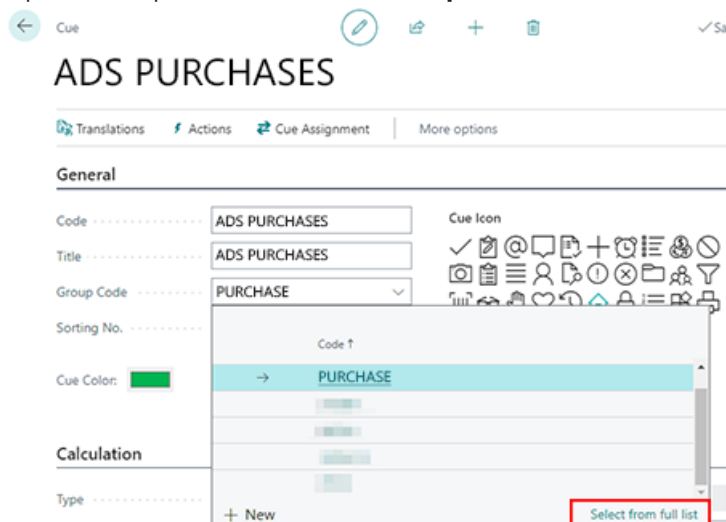 Cue
Sa
ADS PURCHASES
Translations Actions Cue Assignment More options
General
Code ADS PURCHASES
Cue Icon
Title ADS PURCHASES
Group Code PURCHASE
Sorting No.
Code ↑
Cue Color:
PURCHASE
Calculation
Type
+ New
Select from full list